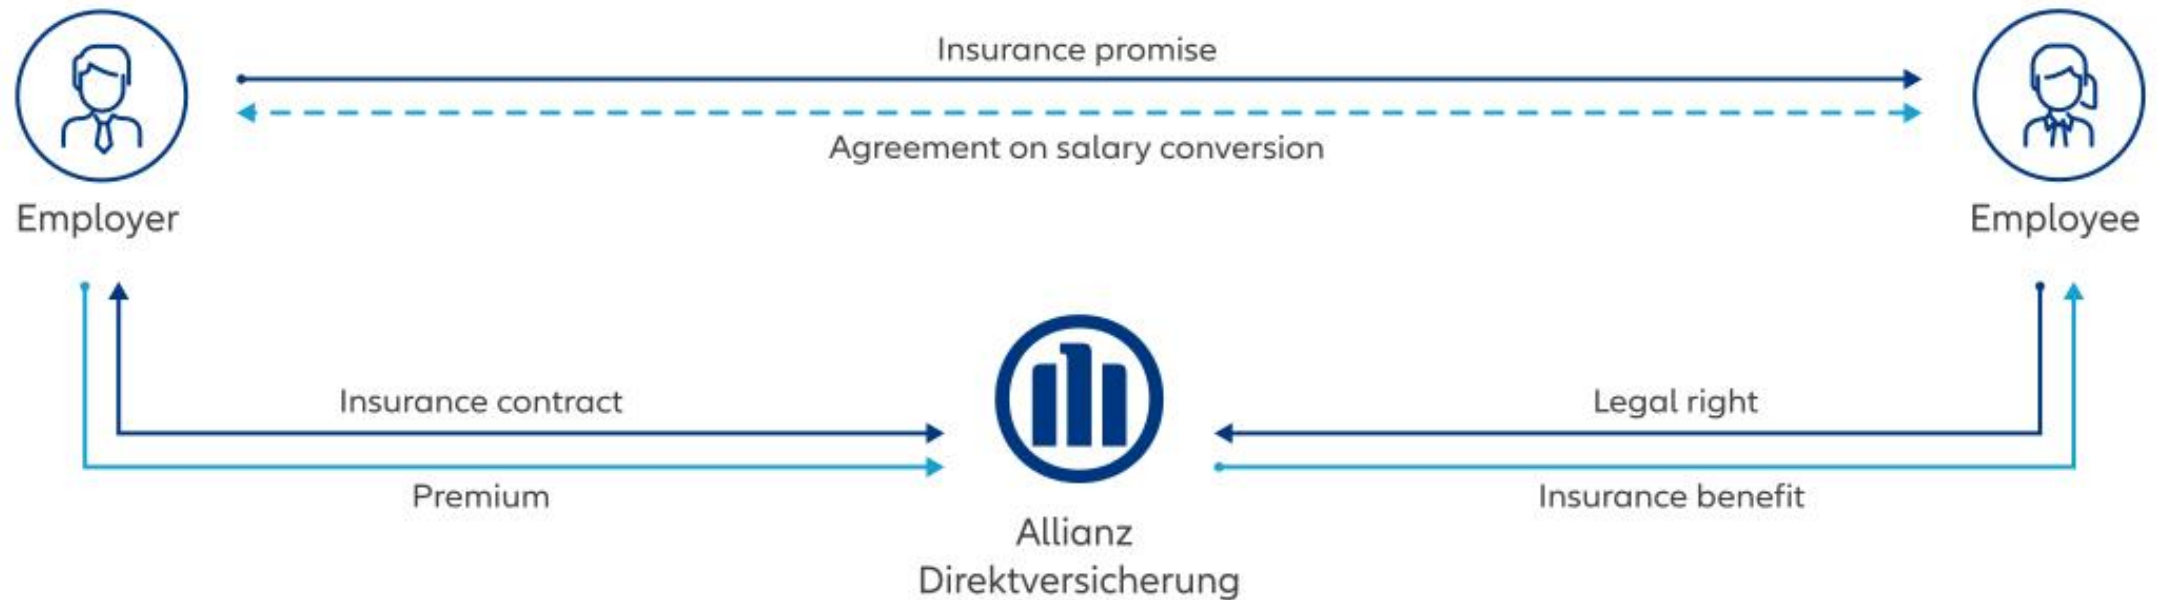 Insurance promise
Agreement on salary conversion
Employer
Employee
Insurance contract
Legal right
Premium
Insurance benefit
Allianz
Direktversicherung